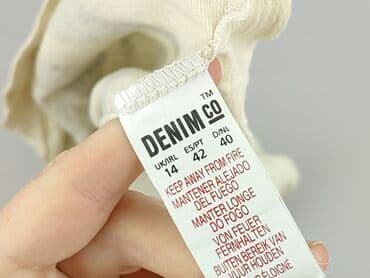 DENIM CO™
UK/IRL ES/PT D/NL
14 42 40
KEEP AWAY FROM FIRE
MANTENER ALEJADO
DEL FUEGO
MANTER LONGE
DO FOGO
VON FEUER
FERNHALTEN
BUITEN BEREIK VAN
VUUR HOUDEN